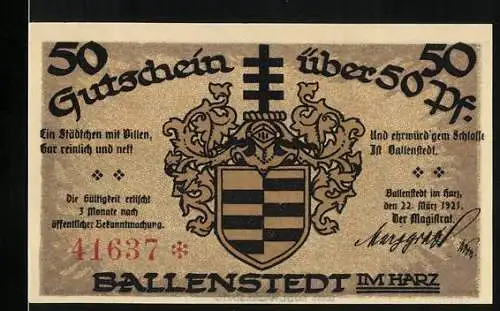 50 50
Gutschein über 50 Pf.
Ein Städtchen mit Villen,
Gar reinlich und nett
Und ehrwürd'gem Schlosse
Ist Ballenstedt.
Die Gültigkeit erlischt
3 Monate nach
öffentlicher Bekanntmachung.
41637 *
Ballenstedt im Harz,
den 22. März 1921.
Der Magistrat.
BALLENSTEDT IM HARZ